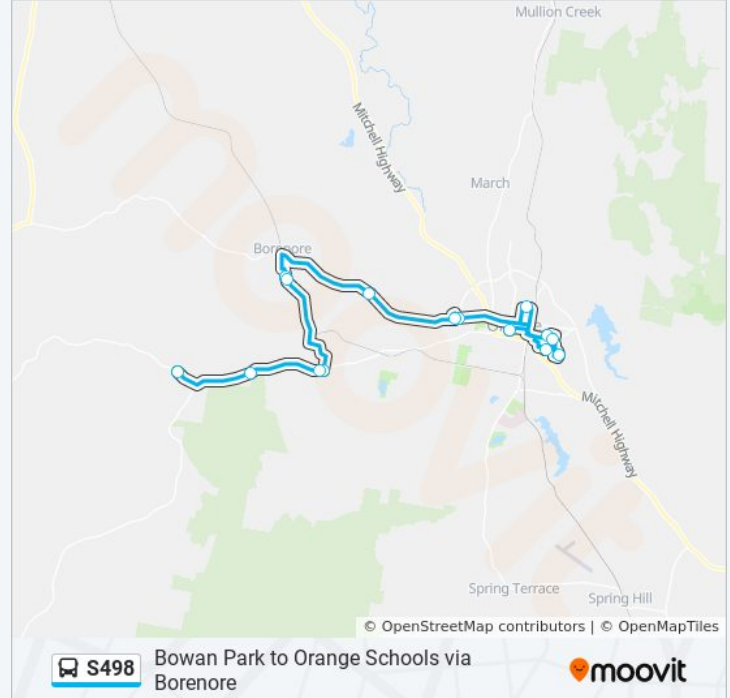 Mullion Creek
Mitchell Highway
March
Borenore
Mitchell Highway
Spring Terrace
Spring Hill
© OpenStreetMap contributors | © OpenMapTiles
S498
Bowan Park to Orange Schools via
Borenore
moovit